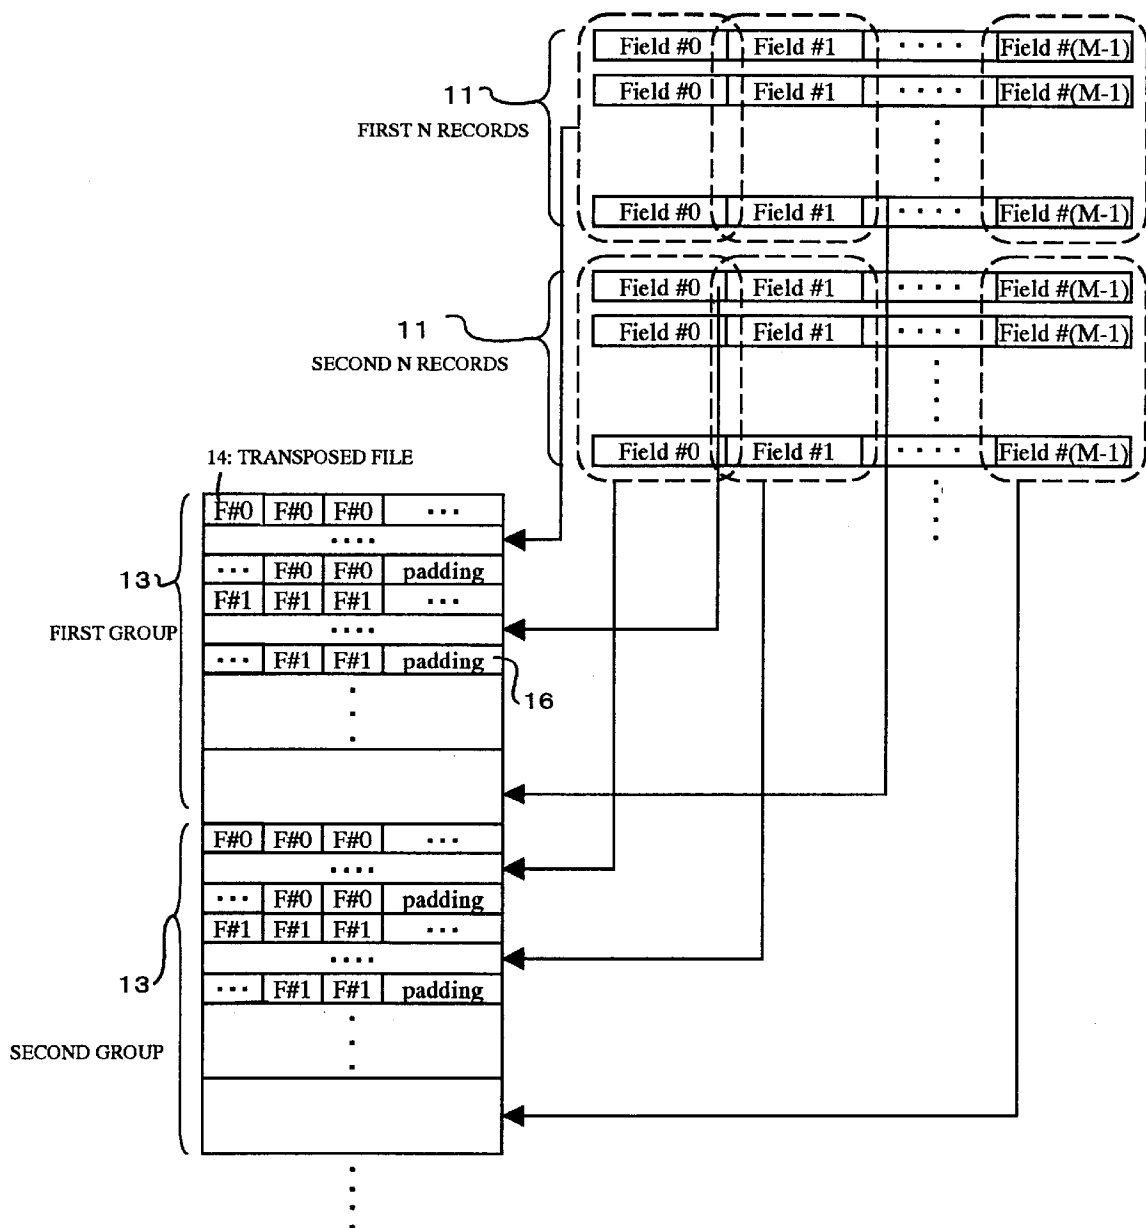 Field #0 Field #1 · · · · Field #(M-1)
11 Field #0 Field #1 · · · · Field #(M-1)
FIRST N RECORDS
Field #0 Field #1 · · · · Field #(M-1)
Field #0 Field #1 · · · · Field #(M-1)
11 Field #0 Field #1 · · · · Field #(M-1)
SECOND N RECORDS
Field #0 Field #1 · · · · Field #(M-1)
14: TRANSPOSED FILE
F#0 F#0 F#0 ···
····
13 ··· F#0 F#0 padding
F#1 F#1 F#1 ···
FIRST GROUP ····
··· F#1 F#1 padding
16
F#0 F#0 F#0 ···
····
··· F#0 F#0 padding
F#1 F#1 F#1 ···
····
13 ··· F#1 F#1 padding
SECOND GROUP